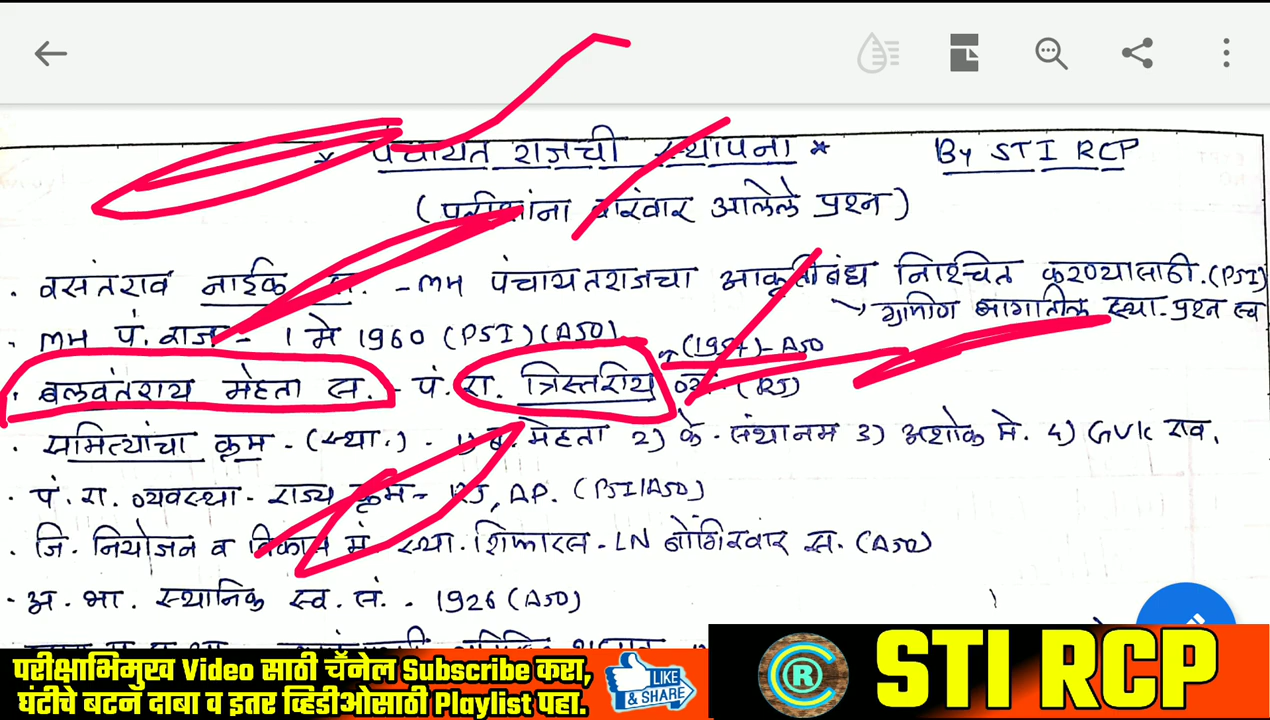 * पंचायत राजची स्थापना * By STI RCP
(परीक्षांना वारंवार आलेले प्रश्न)
. वसंतराव नाईक स. - MH पंचायतराजचा आकृतीबंध निश्चित करण्यासाठी. (PSI)
→ ग्रामीण भागातील स्था. प्रश्न स्व
. MH पं. राज - 1 मे 1960 (PSI) (ASO)
(1957) - ASO
. बलवंतराय मेहता स. - पं. रा. त्रिस्तरीय (RJ)
. समित्यांचा क्रम - (स्था.) - 1) ब. मेहता 2) के. संथानम 3) अशोक मे. 4) GVK राव.
. पं. रा. व्यवस्था - राज्य क्रम - RJ, AP. (PSI/ASO)
. जि. नियोजन व विकास मं. स्था. शिफारस - LN बोंगिरवार स. (ASO)
. अ. भा. स्थानिक स्व. सं. - 1926 (ASO)
परीक्षाभिमुख Video साठी चॅनेल Subscribe करा,
घंटीचे बटन दाबा व इतर व्हिडीओसाठी Playlist पहा.
LIKE
& SHARE
R
STI RCP